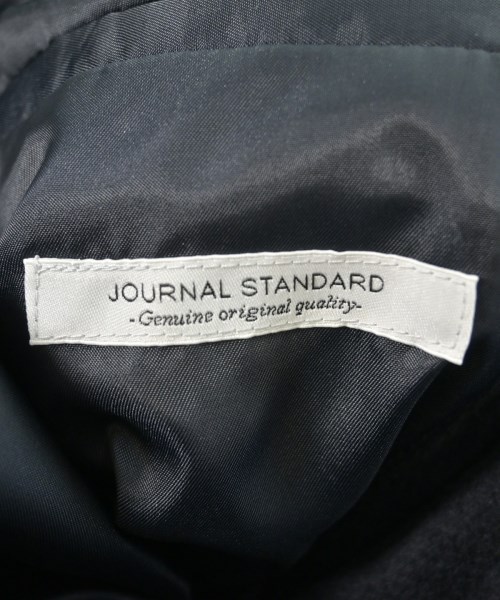 JOURNAL STANDARD
-Genuine original quality-